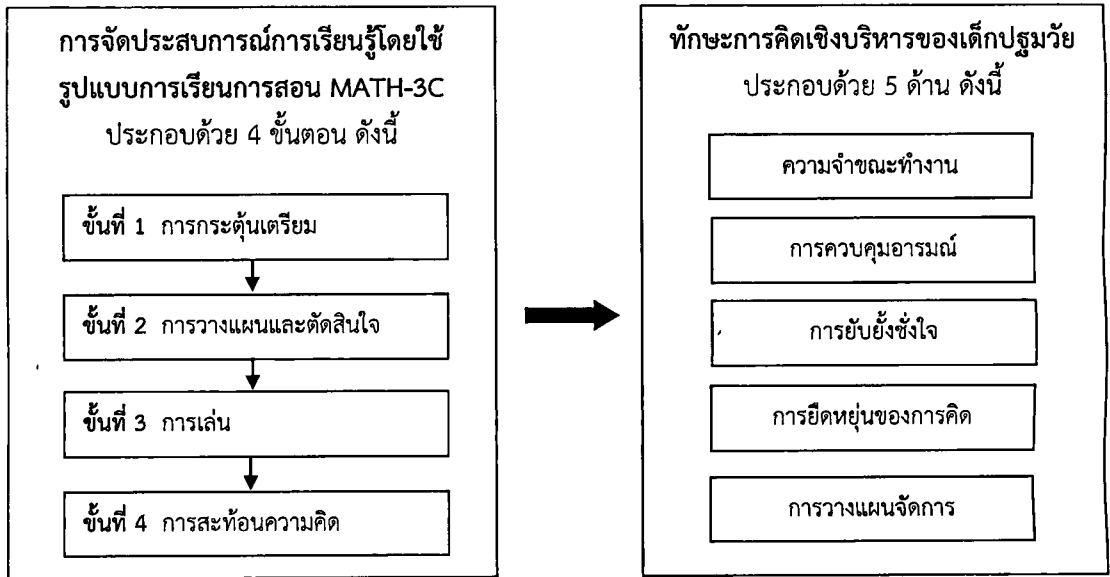 การจัดประสบการณ์การเรียนรู้โดยใช้
รูปแบบการเรียนการสอน MATH-3C
ประกอบด้วย 4 ขั้นตอน ดังนี้
ขั้นที่ 1 การกระตุ้นเตรียม
ขั้นที่ 2 การวางแผนและตัดสินใจ
ขั้นที่ 3 การเล่น
ขั้นที่ 4 การสะท้อนความคิด
ทักษะการคิดเชิงบริหารของเด็กปฐมวัย
ประกอบด้วย 5 ด้าน ดังนี้
ความจำขณะทำงาน
การควบคุมอารมณ์
การยับยั้งชั่งใจ
การยืดหยุ่นของการคิด
การวางแผนจัดการ